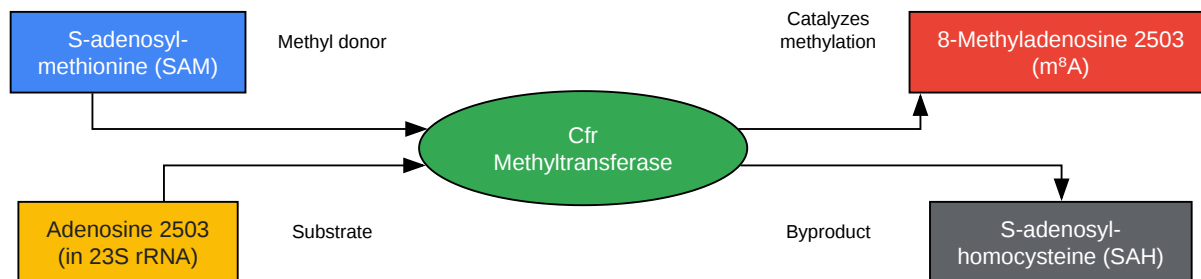 S-adenosyl-
methionine (SAM)
Methyl donor
Catalyzes
methylation
8-Methyladenosine 2503
(m⁸A)
Cfr
Methyltransferase
Adenosine 2503
(in 23S rRNA)
Substrate
Byproduct
S-adenosyl-
homocysteine (SAH)